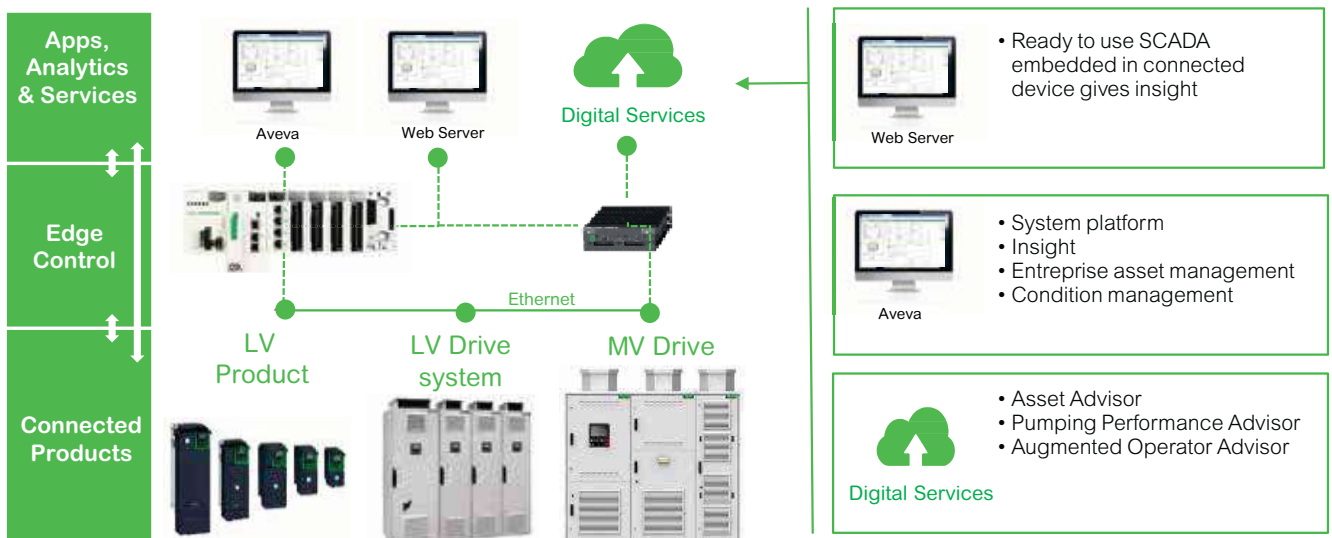 Apps,
Analytics
& Services
Aveva
Web Server
Digital Services
Edge
Control
Ethernet
Connected
Products
LV
Product
LV Drive
system
MV Drive
Web Server
• Ready to use SCADA
embedded in connected
device gives insight
Aveva
• System platform
• Insight
• Entreprise asset management
• Condition management
Digital Services
• Asset Advisor
• Pumping Performance Advisor
• Augmented Operator Advisor